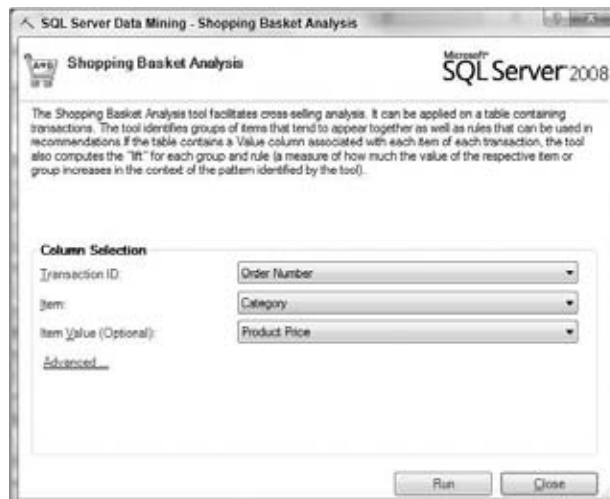 SQL Server Data Mining - Shopping Basket Analysis
Shopping Basket Analysis
Microsoft
SQL Server 2008
The Shopping Basket Analysis tool facilitates cross-selling analysis. It can be applied on a table containing
transactions. The tool identifies groups of items that tend to appear together as well as rules that can be used in
recommendations.If the table contains a Value column associated with each item of each transaction, the tool
also computes the "lift" for each group and rule (a measure of how much the value of the respective item or
group increases in the context of the pattern identified by the tool).
Column Selection
Transaction ID: Order Number
Item: Category
Item Value (Optional): Product Price
Advanced...
Run Close